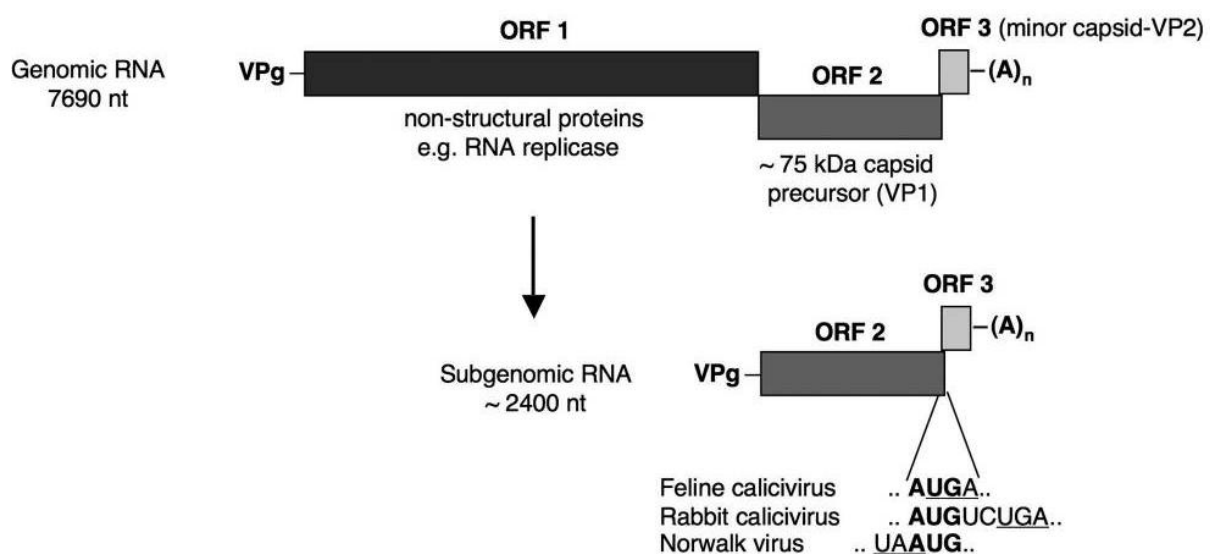 ORF 1
ORF 3 (minor capsid-VP2)
Genomic RNA
7690 nt
VPg
ORF 2
(A)n
non-structural proteins
e.g. RNA replicase
~ 75 kDa capsid
precursor (VP1)
ORF 3
ORF 2
(A)n
Subgenomic RNA
~ 2400 nt
VPg
Feline calicivirus .. AUGA..
Rabbit calicivirus .. AUGUCUGA..
Norwalk virus .. UAAUG..